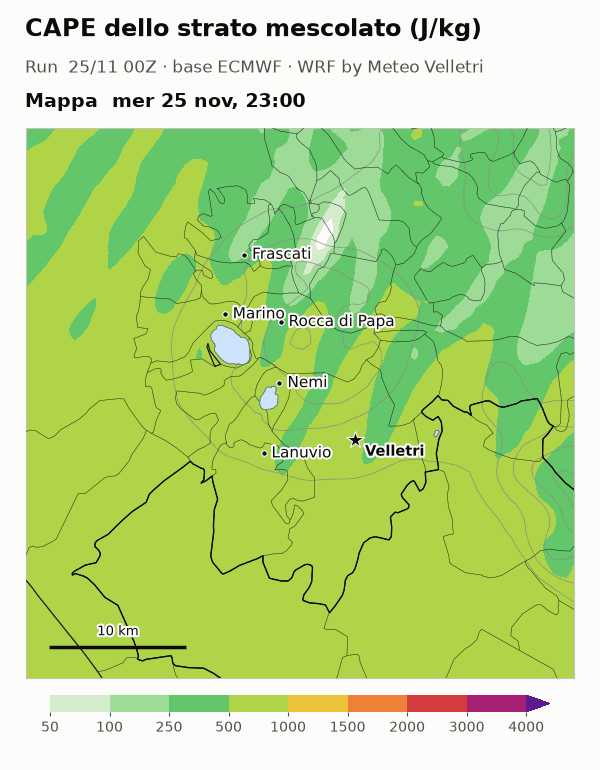 CAPE dello strato mescolato (J/kg)
Run  25/11 00Z · base ECMWF · WRF by Meteo Velletri
Mappa  mer 25 nov, 23:00
Frascati
Marino
Rocca di Papa
Nemi
Velletri
Lanuvio
10 km
50 100 250 500 1000 1500 2000 3000 4000